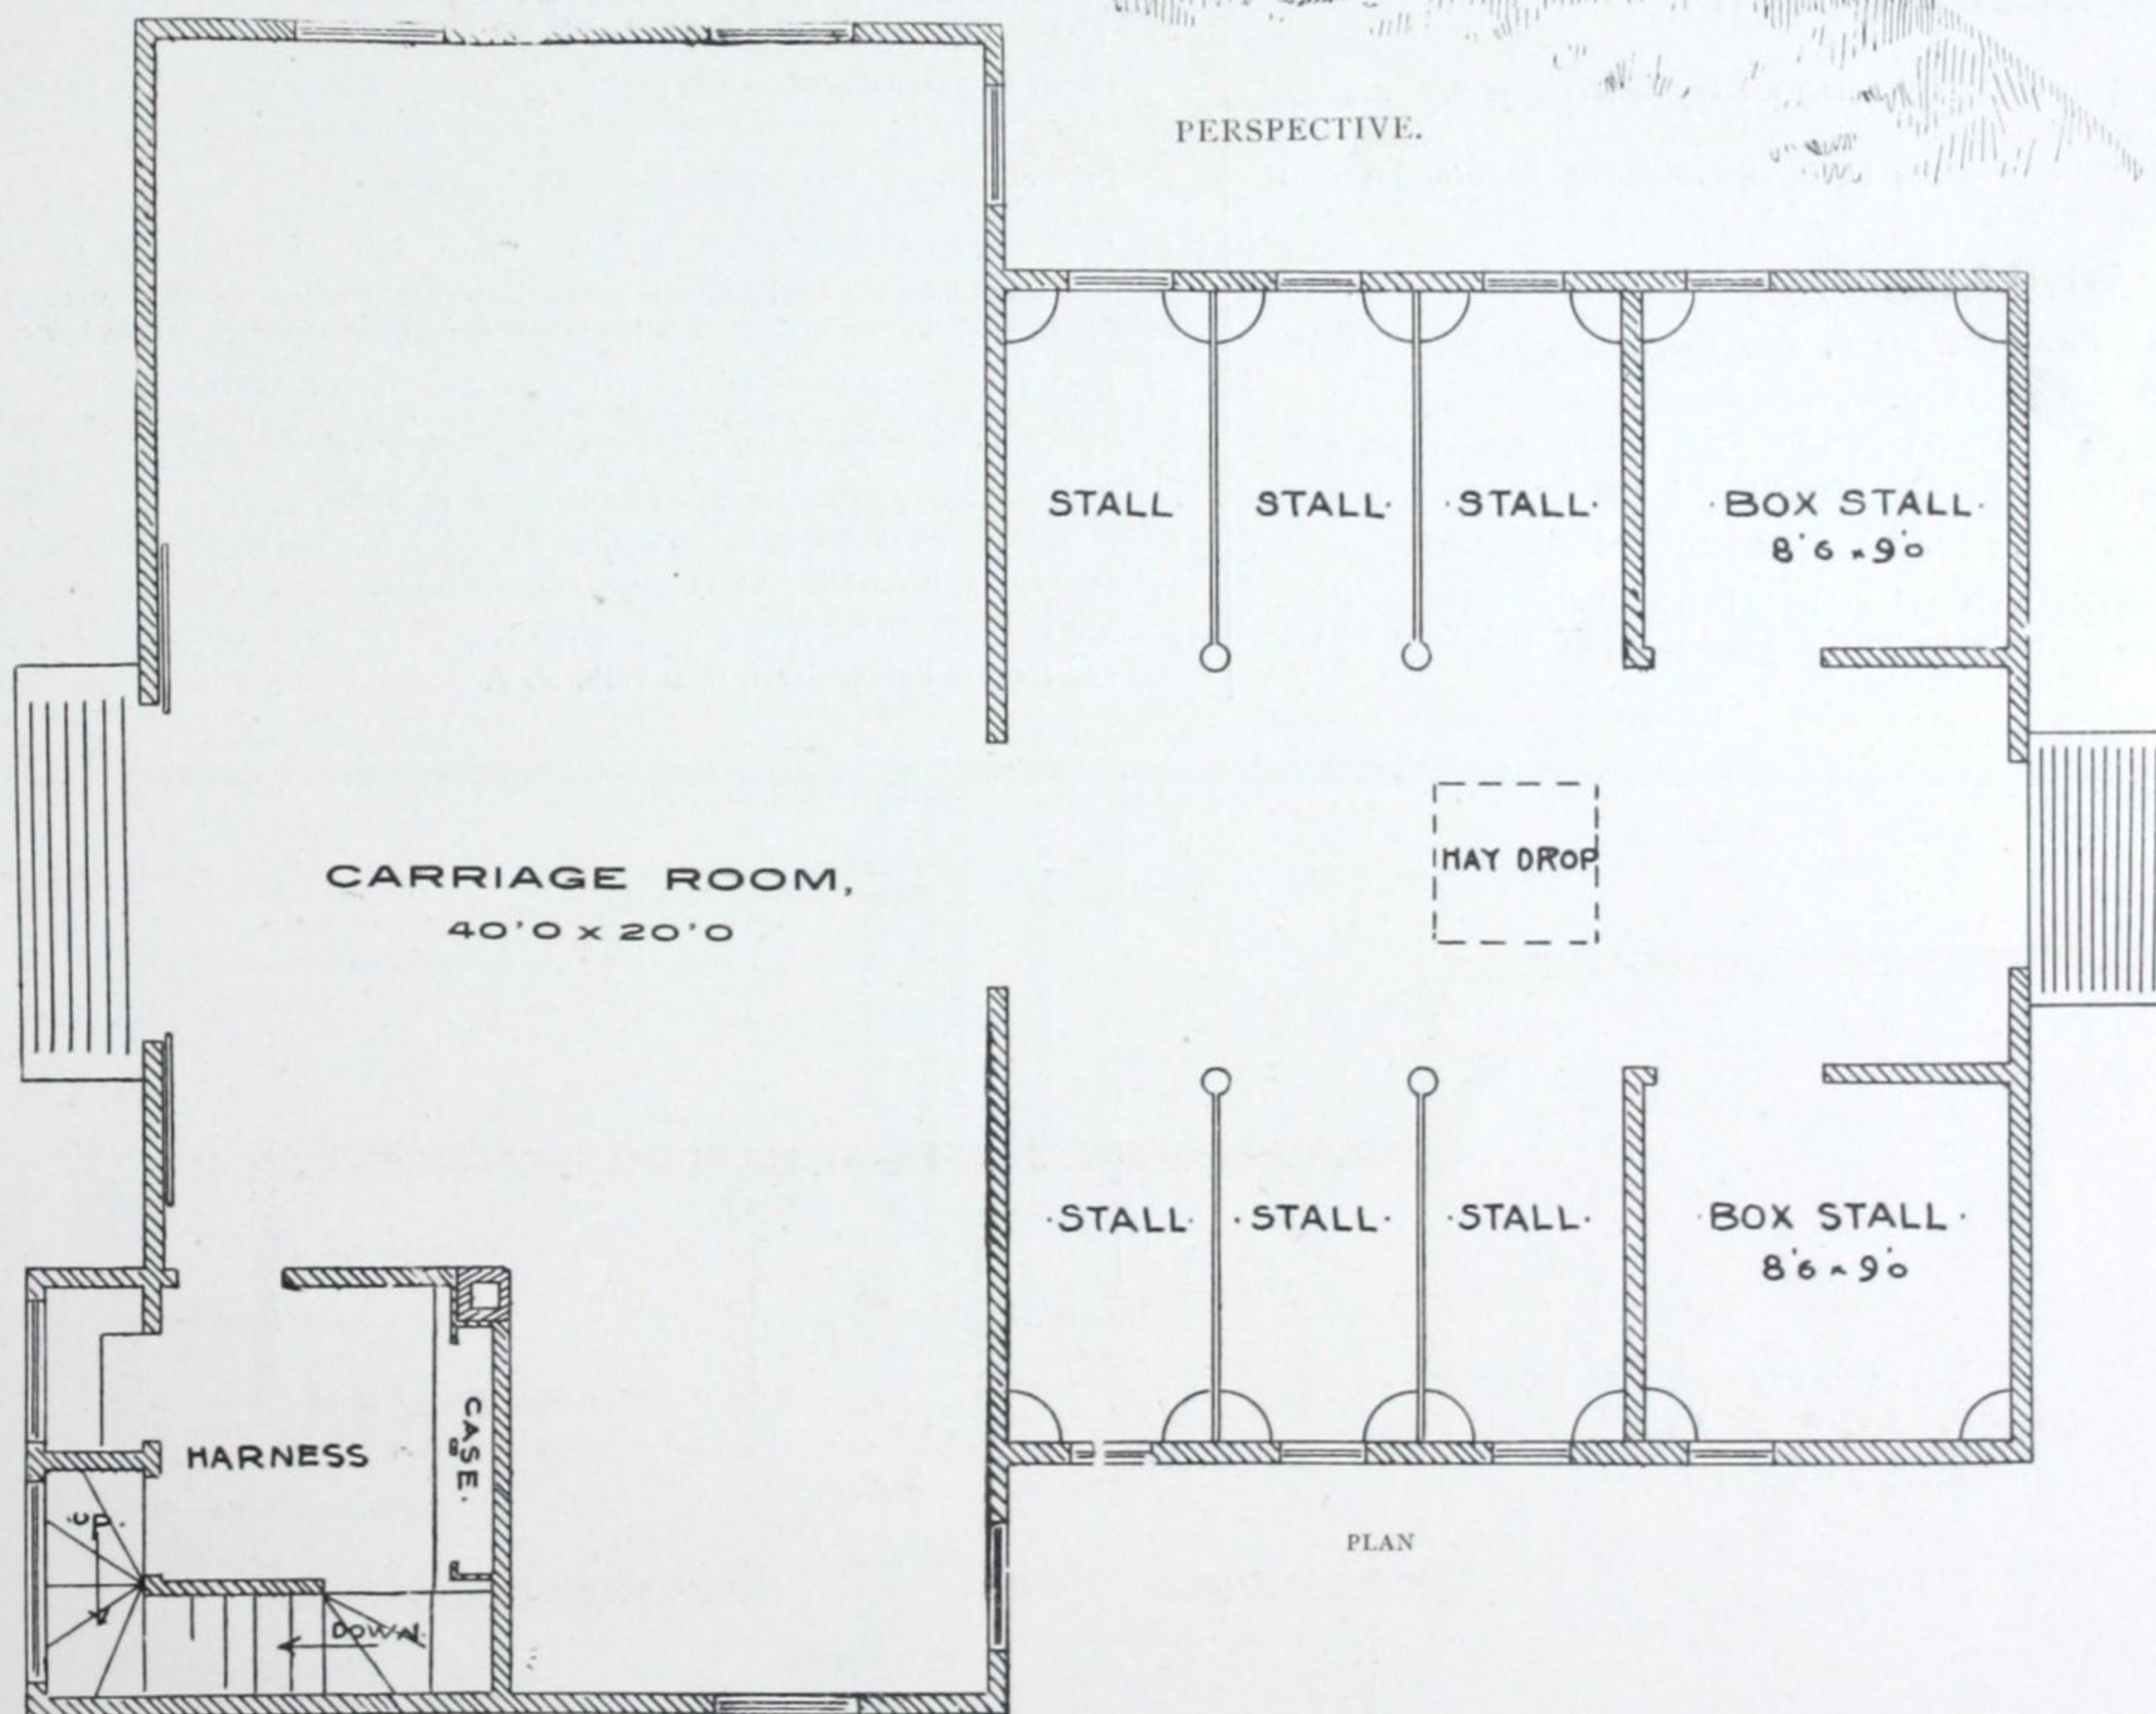 PERSPECTIVE.
STALL
STALL.
.STALL.
.BOX STALL.
8'6 x 9'0
HAY DROP
CARRIAGE ROOM,
40'0 x 20'0
.STALL.
.STALL.
.STALL.
.BOX STALL.
8'6 x 9'0
HARNESS
CASE.
UP.
DOWN.
PLAN